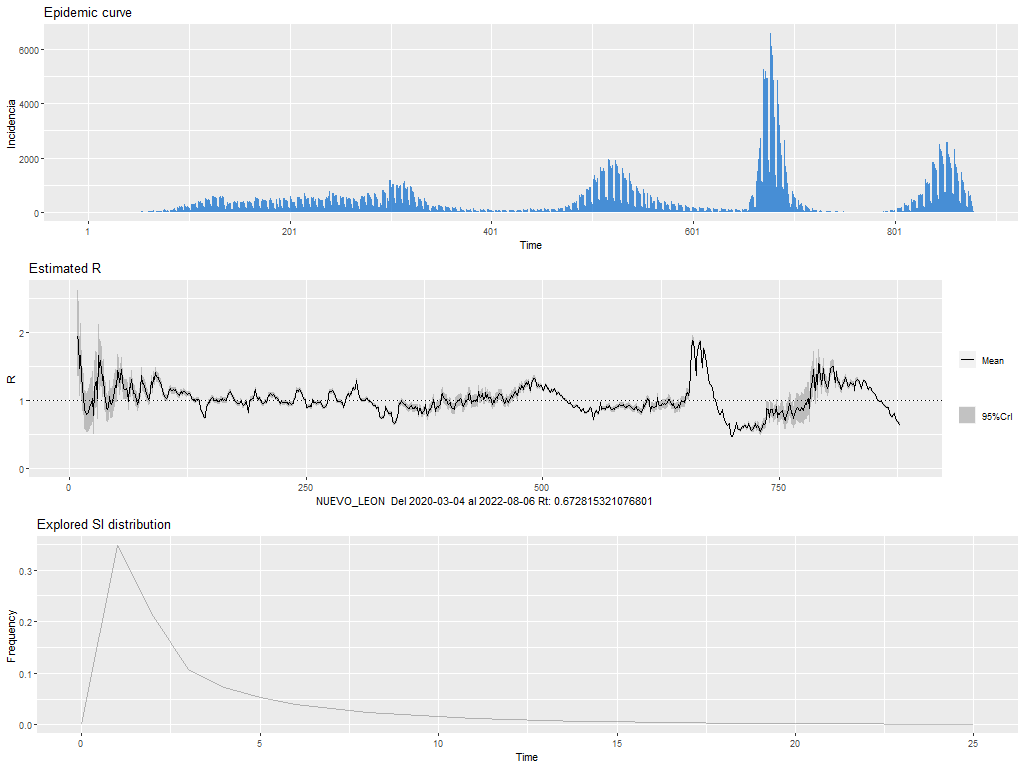 Epidemic curve
6000
4000
2000
0
Incidencia
1
201
401
601
801
Time
Estimated R
2
1
0
R
0
250
500
750
NUEVO_LEON Del 2020-03-04 al 2022-08-06 Rt: 0.672815321076801
Mean
95%CrI
Explored SI distribution
0.3
0.2
0.1
0.0
Frequency
0
5
10
15
20
25
Time